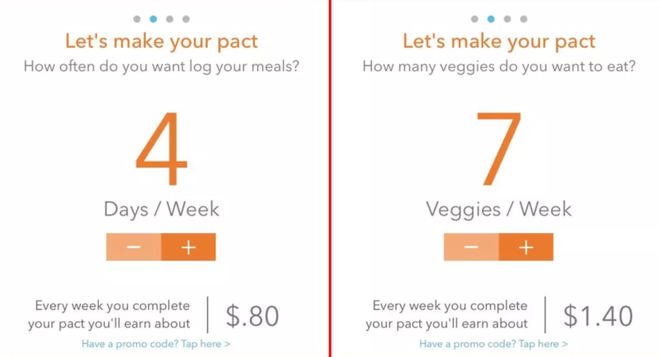 Let's make your pact
How often do you want log your meals?
4
Days / Week
− +
Every week you complete
your pact you'll earn about
$.80
Have a promo code? Tap here >
Let's make your pact
How many veggies do you want to eat?
7
Veggies / Week
− +
Every week you complete
your pact you'll earn about
$1.40
Have a promo code? Tap here >